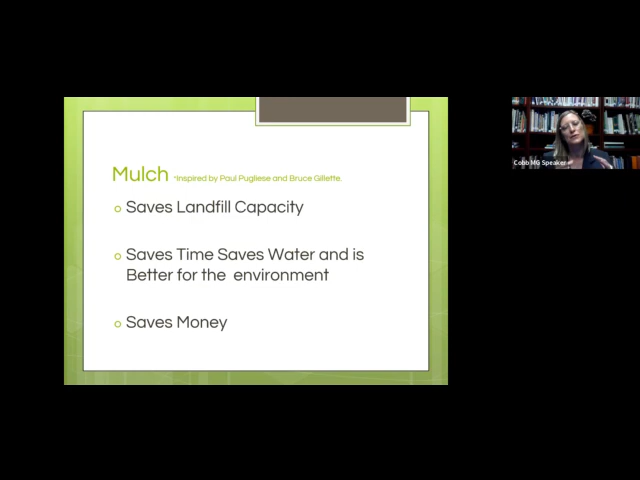 Mulch *Inspired by Paul Pugliese and Bruce Gillette.
Saves Landfill Capacity
Saves Time Saves Water and is
Better for the environment
Saves Money
Cobb MG Speaker